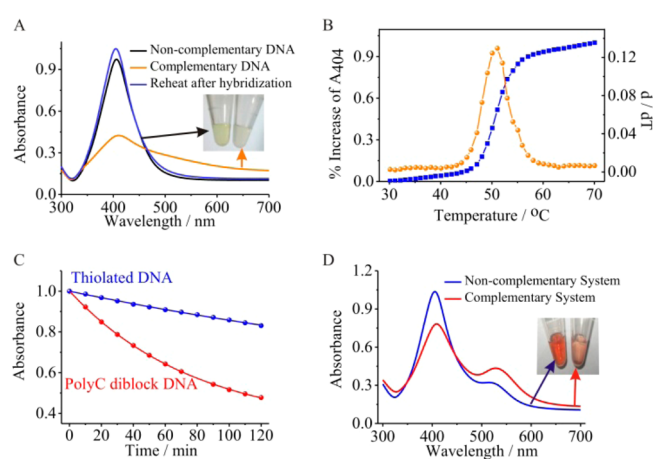 A
Absorbance
1.0
0.9
0.6
0.3
0.0
Non-complementary DNA
Complementary DNA
Reheat after hybridization
300 400 500 600 700
Wavelength / nm
B
% Increase of A404
0.9
0.6
0.3
0.0
0.12
0.08
0.04
0.00
d / dT
30 40 50 60 70
Temperature / ºC
C
Absorbance
1.0
0.8
0.6
0.4
Thiolated DNA
PolyC diblock DNA
0 20 40 60 80 100 120
Time / min
D
Absorbance
1.2
0.9
0.6
0.3
0.0
Non-complementary System
Complementary System
300 400 500 600 700
Wavelength / nm